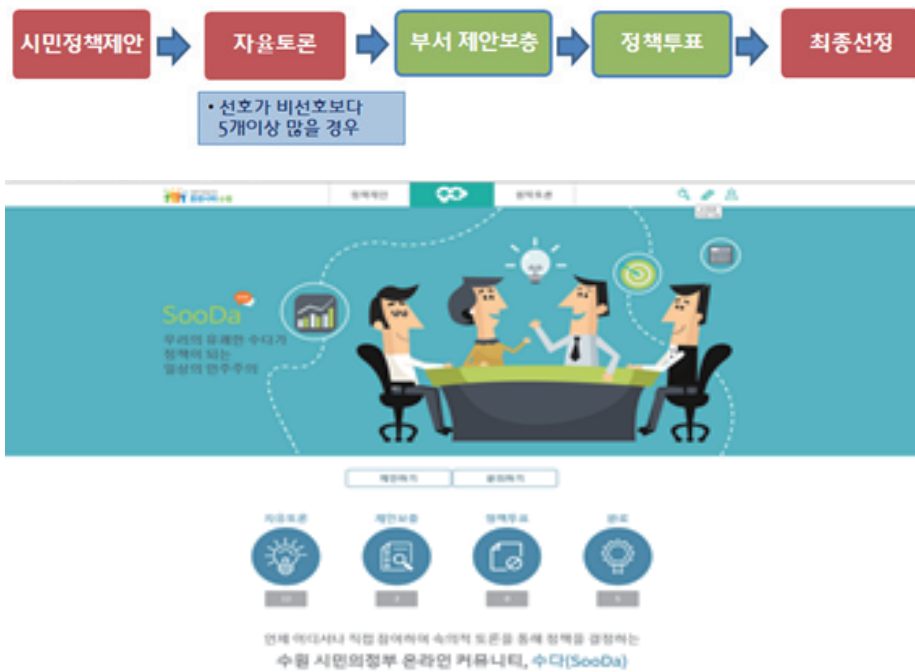 시민정책제안
자율토론
부서 제안보충
정책투표
최종선정
• 선호가 비선호보다
5개이상 많을 경우
정책제안
SooDa
우리의 유쾌한 수다가
정책이 되는
일상의 민주주의
제안하기
자유토론
제안보충
정책투표
완료
언제 어디서나 직접 참여하여 숙의적 토론을 통해 정책을 결정하는
수원 시민의정부 온라인 커뮤니티, 수다(SooDa)